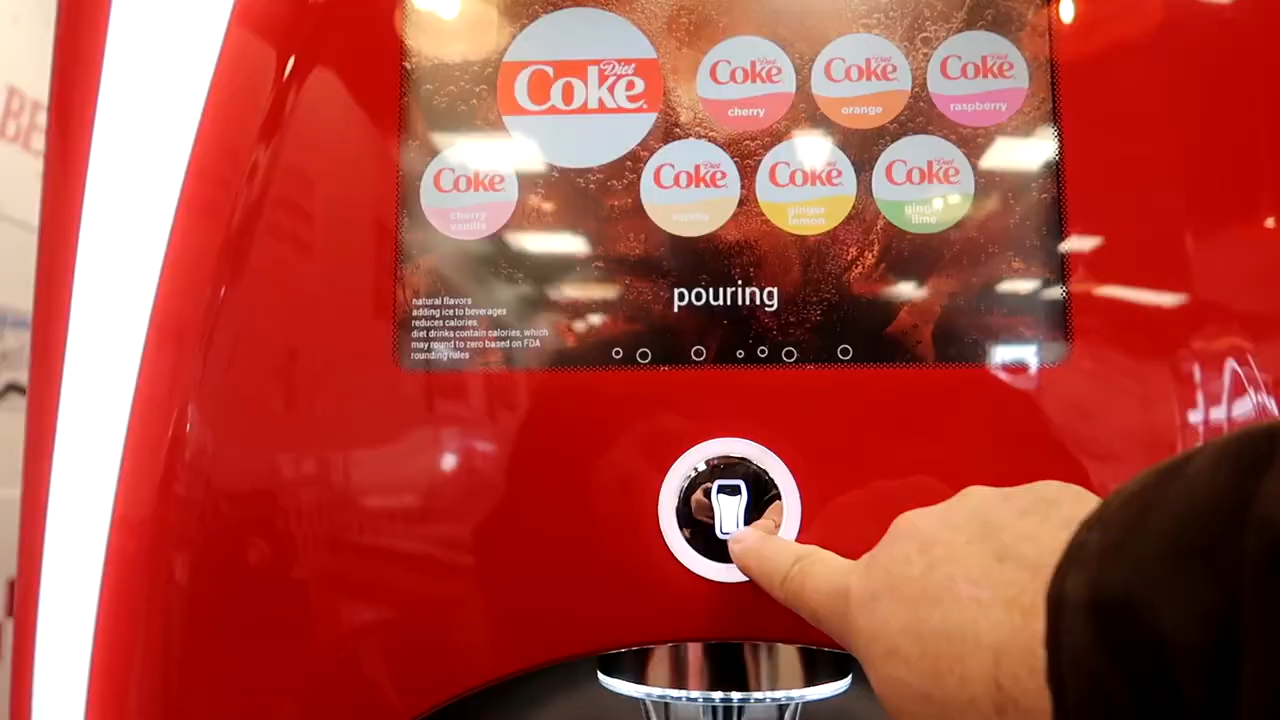 BE
Diet
Coke
Diet
Coke
cherry
Diet
Coke
orange
Diet
Coke
raspberry
Coke
cherry
vanilla
Diet
Coke
vanilla
Diet
Coke
ginger
lemon
Diet
Coke
ginger
lime
pouring
natural flavors
adding ice to beverages
reduces calories.
diet drinks contain calories, which
may round to zero based on FDA
rounding rules